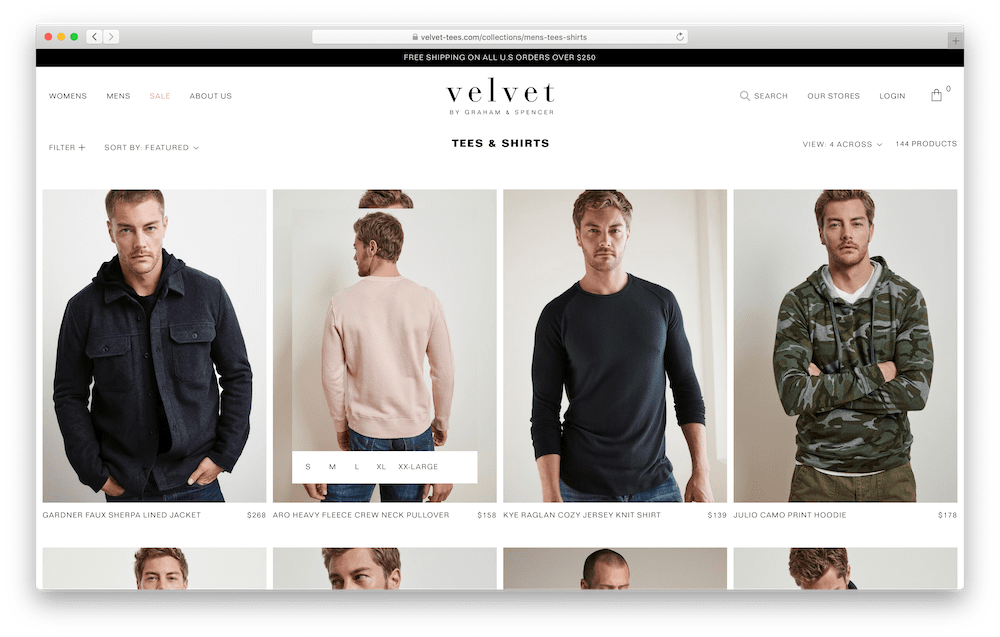 velvet-tees.com/collections/mens-tees-shirts
FREE SHIPPING ON ALL U.S ORDERS OVER $250
WOMENS MENS SALE ABOUT US
velvet
BY GRAHAM & SPENCER
SEARCH OUR STORES LOGIN 0
FILTER + SORT BY: FEATURED
TEES & SHIRTS
VIEW: 4 ACROSS 144 PRODUCTS
S M L XL XX-LARGE
GARDNER FAUX SHERPA LINED JACKET $268
ARO HEAVY FLEECE CREW NECK PULLOVER $158
KYE RAGLAN COZY JERSEY KNIT SHIRT $139
JULIO CAMO PRINT HOODIE $178